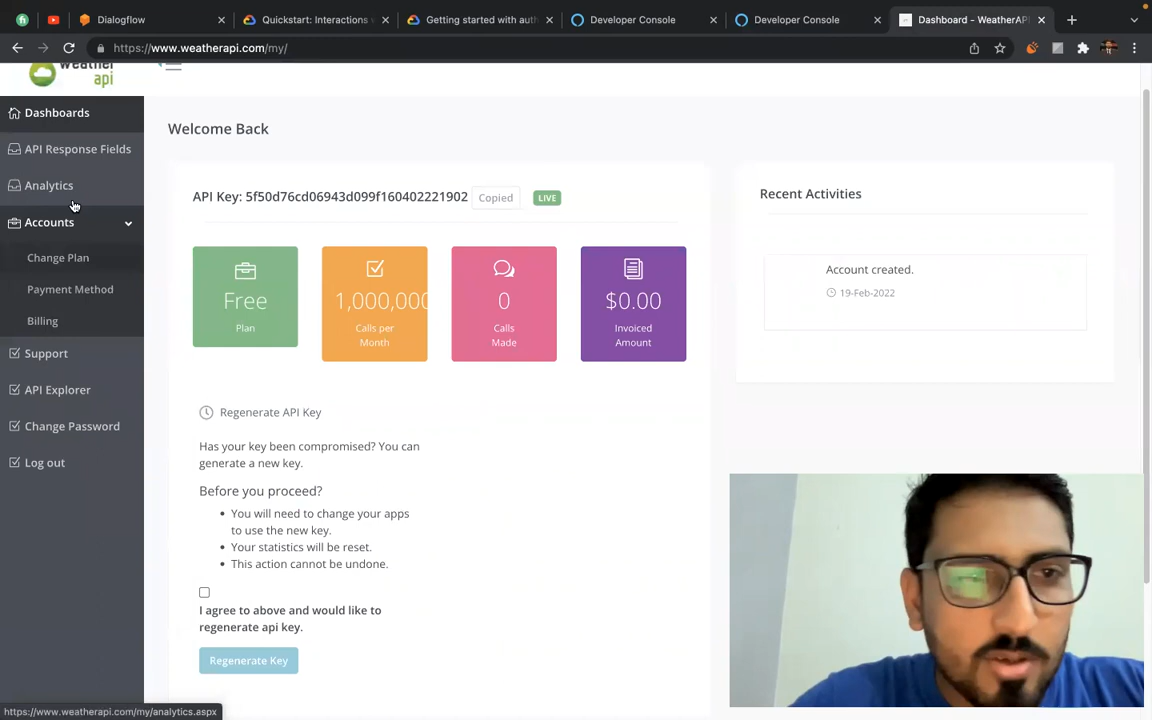 Dialogflow
Quickstart: Interactions
Getting started with auth
Developer Console
Developer Console
Dashboard - WeatherAPI
https://www.weatherapi.com/my/
weather
api
Dashboards
API Response Fields
Analytics
Accounts
Change Plan
Payment Method
Billing
Support
API Explorer
Change Password
Log out
Welcome Back
API Key: 5f50d76cd06943d099f160402221902 Copied LIVE
Free
Plan
1,000,000
Calls per
Month
0
Calls
Made
$0.00
Invoiced
Amount
Recent Activities
Account created.
19-Feb-2022
Regenerate API Key
Has your key been compromised? You can
generate a new key.
Before you proceed?
• You will need to change your apps
to use the new key.
• Your statistics will be reset.
• This action cannot be undone.
I agree to above and would like to
regenerate api key.
Regenerate Key
https://www.weatherapi.com/my/analytics.aspx